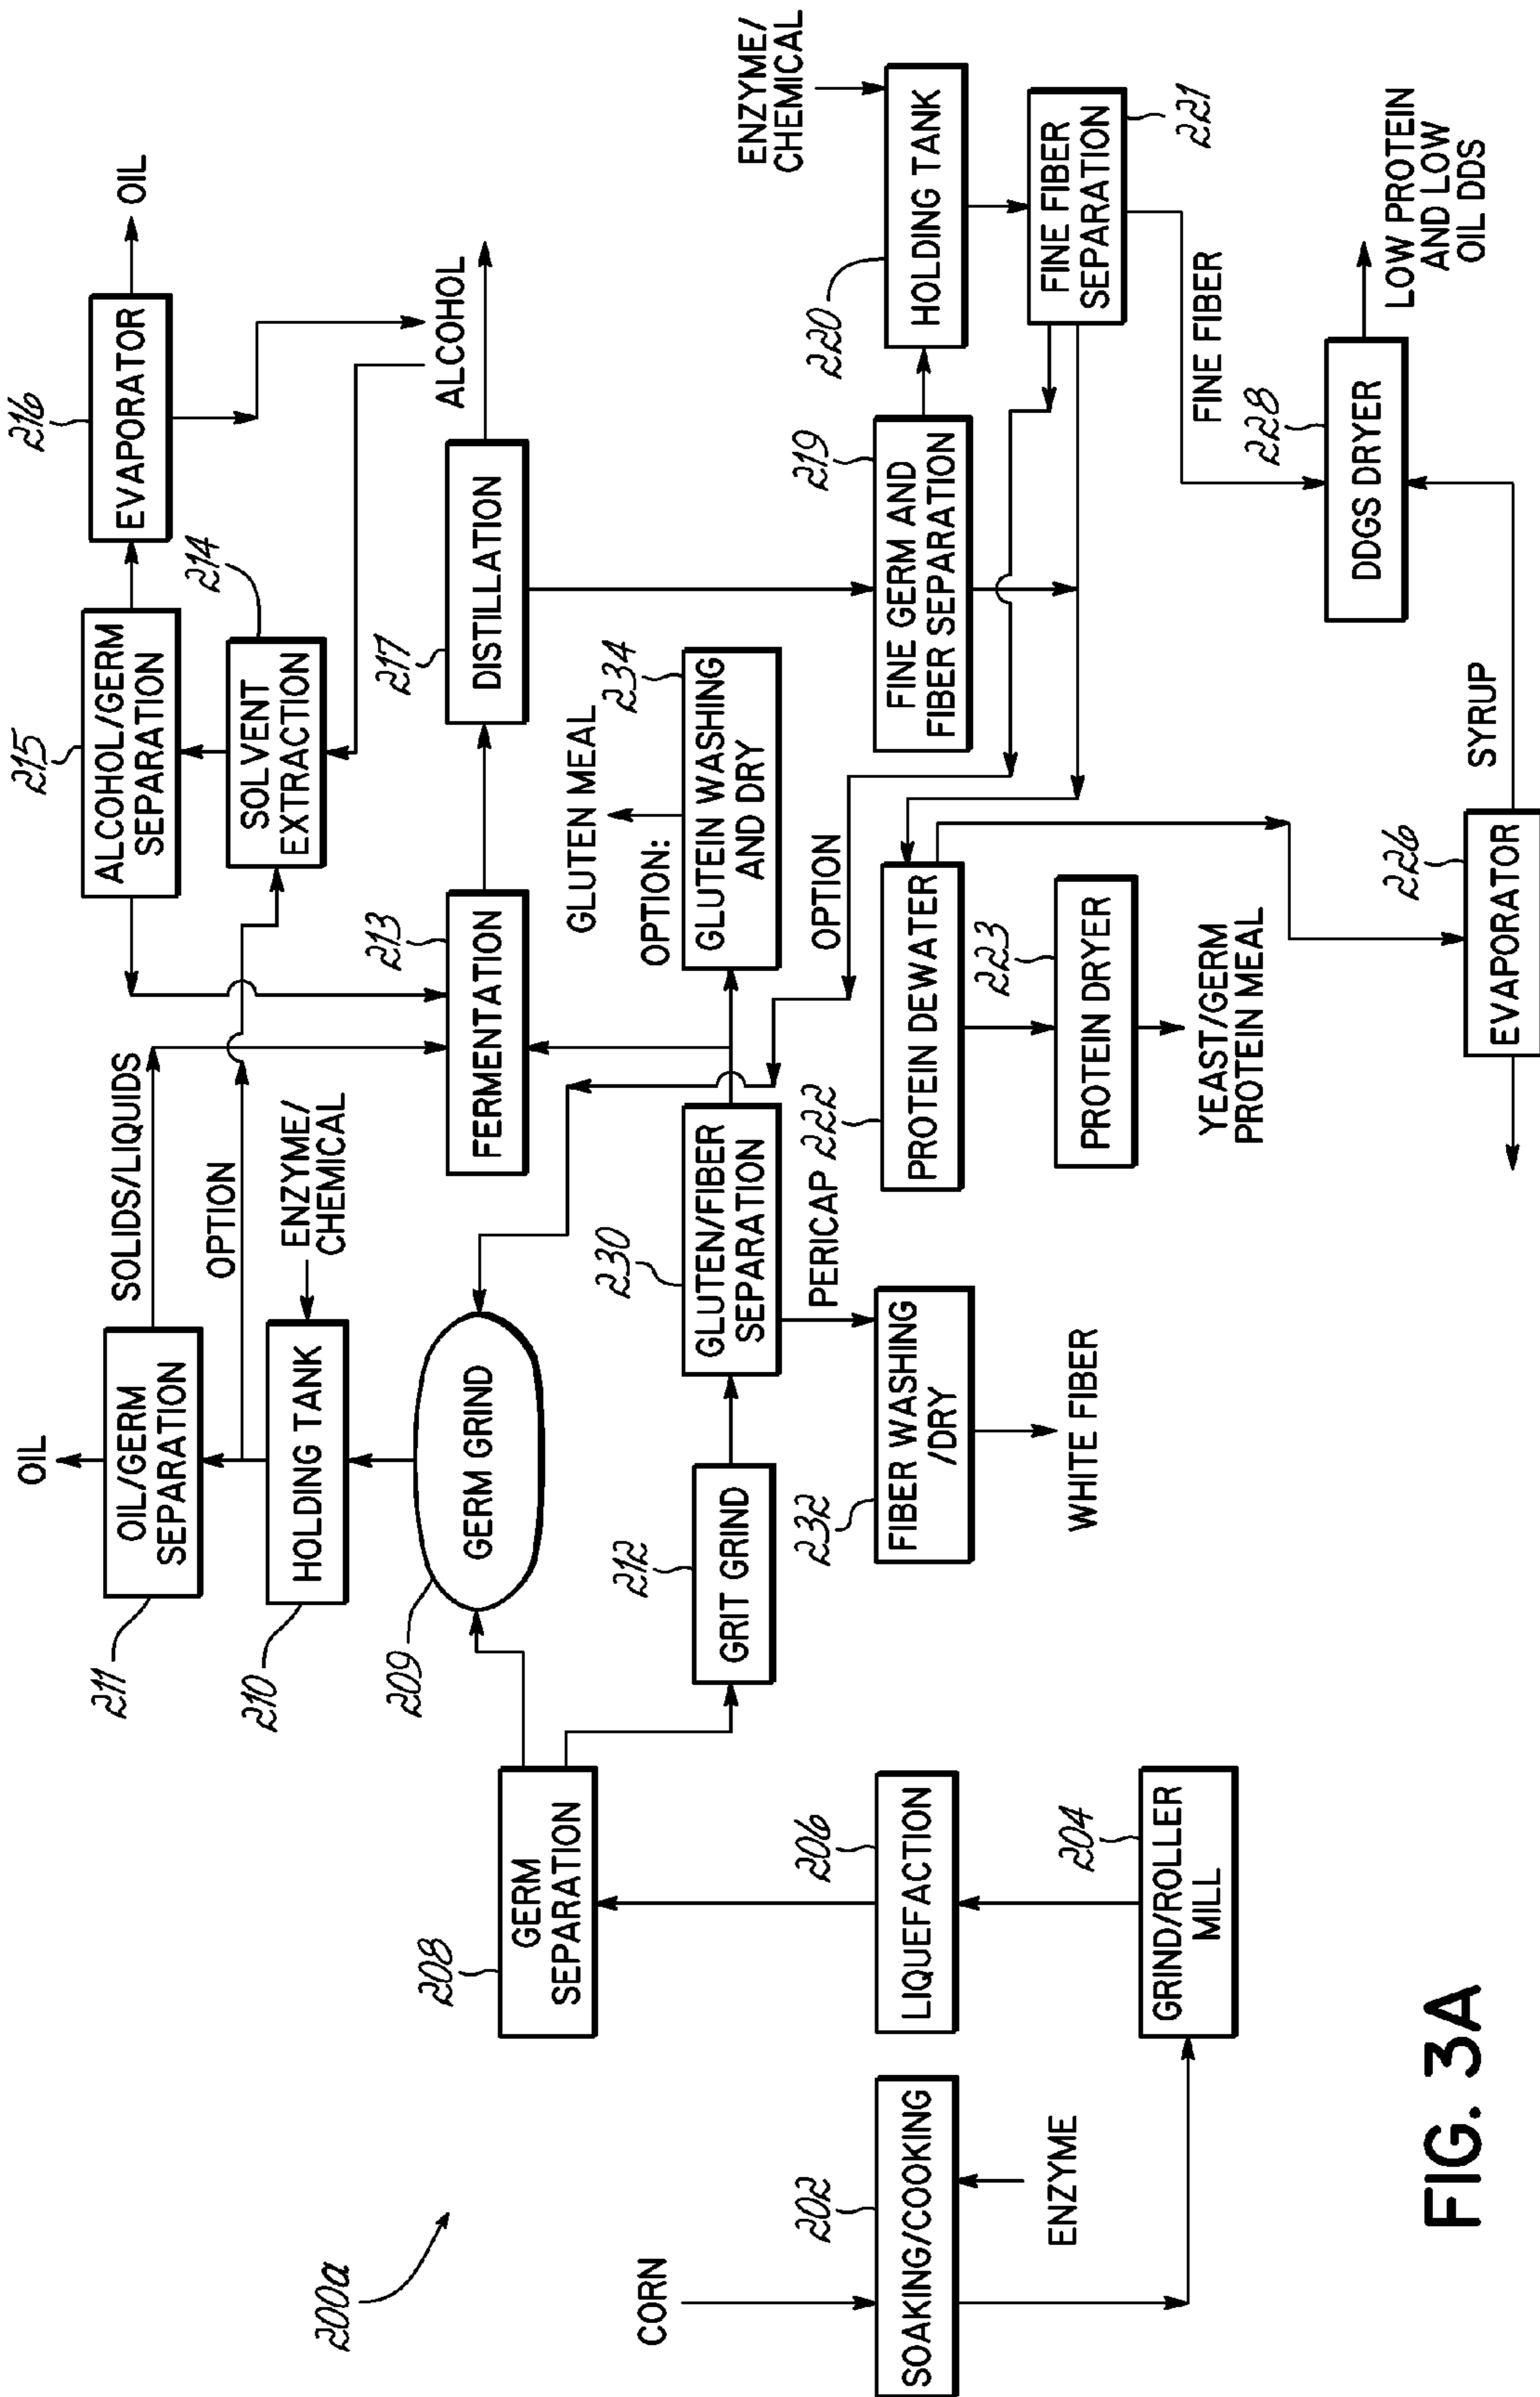 200a
CORN
202
SOAKING/COOKING
ENZYME
204
GRIND/ROLLER
MILL
206
LIQUEFACTION
208
GERM
SEPARATION
209
GERM GRIND
210
HOLDING TANK
ENZYME/
CHEMICAL
OPTION
211
OIL/GERM
SEPARATION
OIL
SOLIDS/LIQUIDS
212
GRIT GRIND
230
GLUTEN/FIBER
SEPARATION
PERICAP
232
FIBER WASHING
/DRY
WHITE FIBER
OPTION:
GLUTEN MEAL
234
GLUTEIN WASHING
AND DRY
213
FERMENTATION
215
ALCOHOL/GERM
SEPARATION
214
SOLVENT
EXTRACTION
216
EVAPORATOR
OIL
ALCOHOL
217
DISTILLATION
219
FINE GERM AND
FIBER SEPARATION
220
HOLDING TANK
ENZYME/
CHEMICAL
221
FINE FIBER
SEPARATION
OPTION
FINE FIBER
222
PROTEIN DEWATER
223
PROTEIN DRYER
YEAST/GERM
PROTEIN MEAL
226
EVAPORATOR
SYRUP
228
DDGS DRYER
LOW PROTEIN
AND LOW
OIL DDS
FIG. 3A